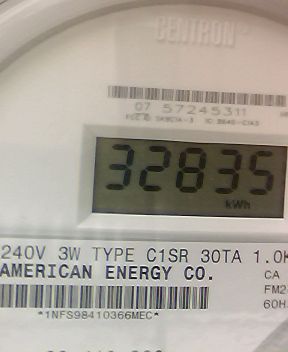 CENTRON
07 57245311
32835
kWh
240V 3W TYPE C1SR 30TA 1.0K
AMERICAN ENERGY CO.
CA
FM2
60H
*1NFS98410366MEC*